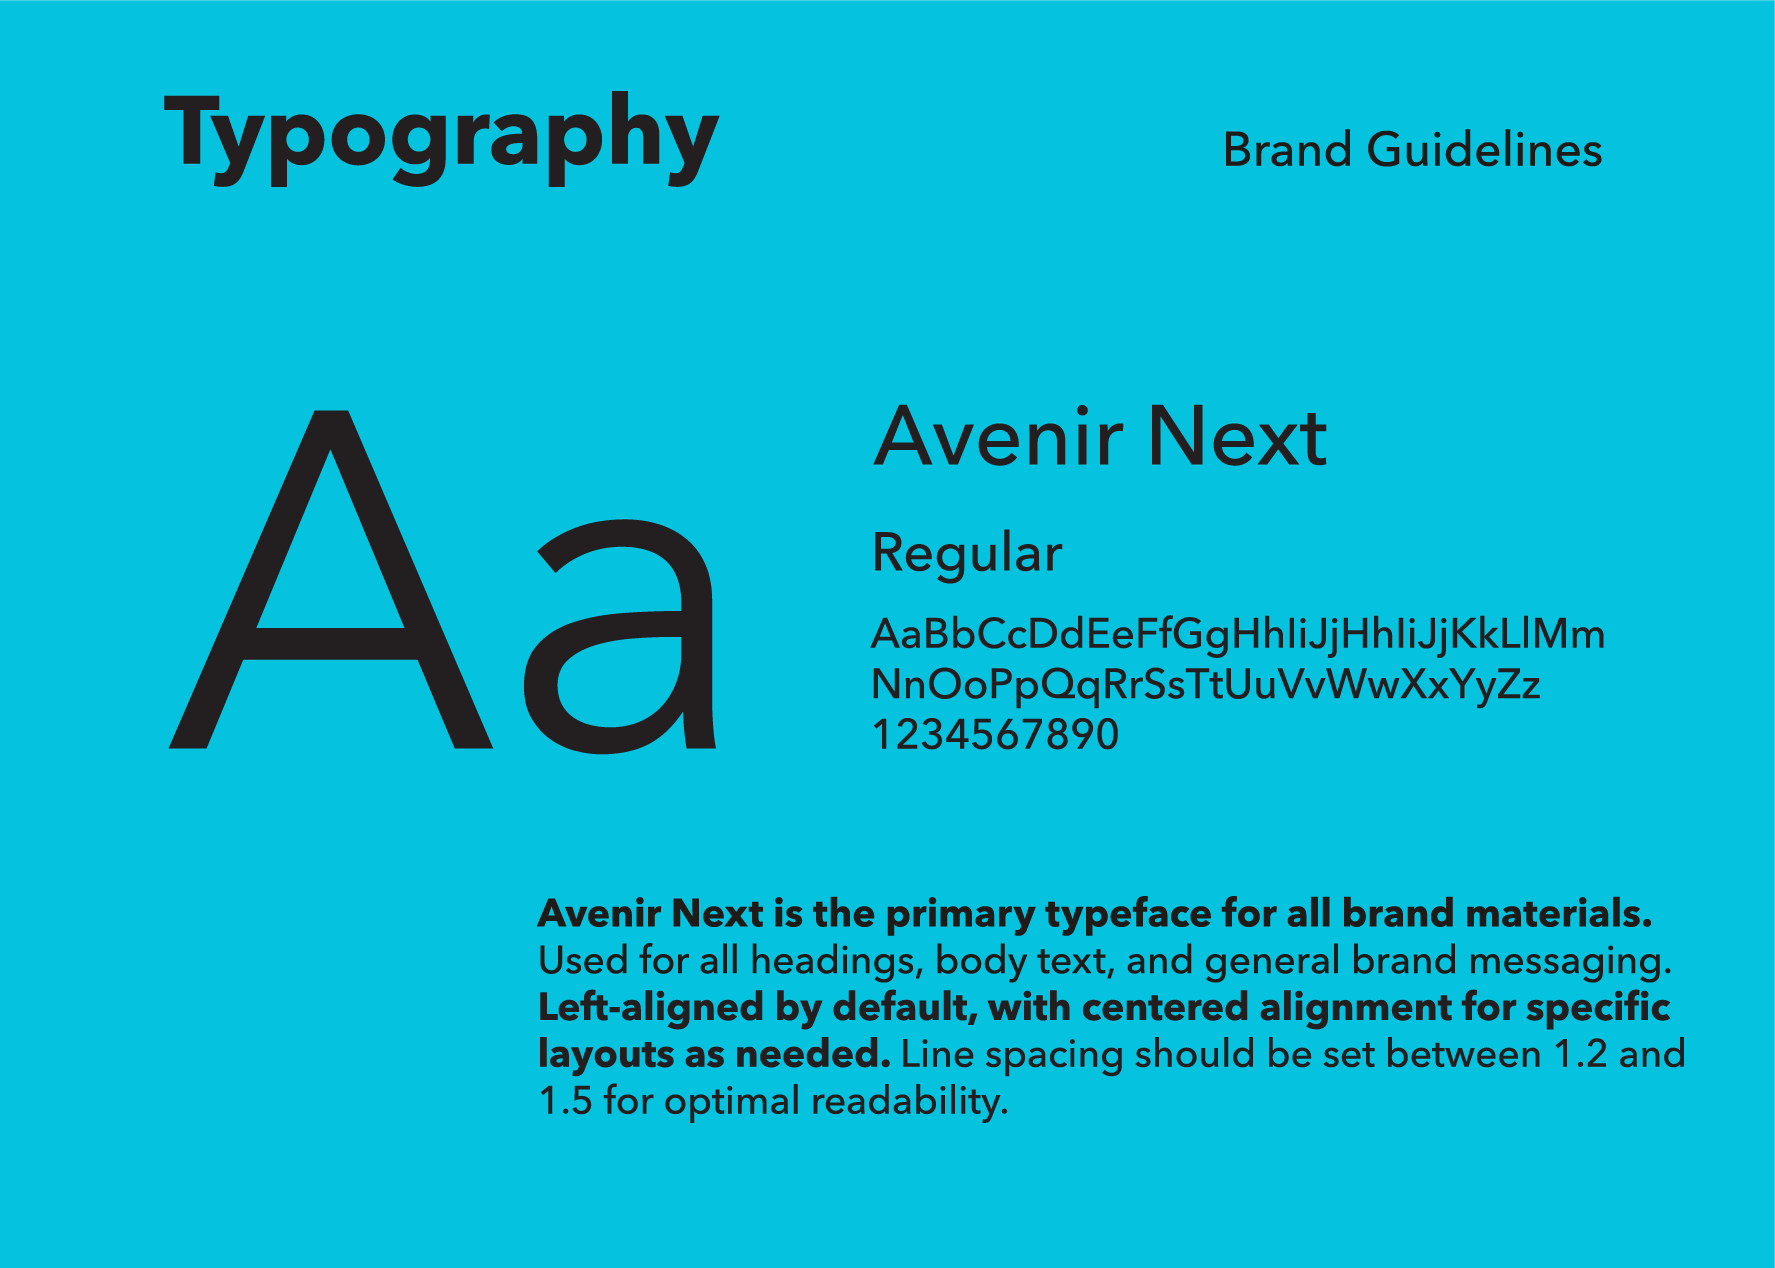 Typography
Brand Guidelines
Aa
Avenir Next
Regular
AaBbCcDdEeFfGgHhIiJjHhIiJjKkLlMm
NnOoPpQqRrSsTtUuVvWwXxYyZz
1234567890
Avenir Next is the primary typeface for all brand materials.
Used for all headings, body text, and general brand messaging.
Left-aligned by default, with centered alignment for specific
layouts as needed. Line spacing should be set between 1.2 and
1.5 for optimal readability.